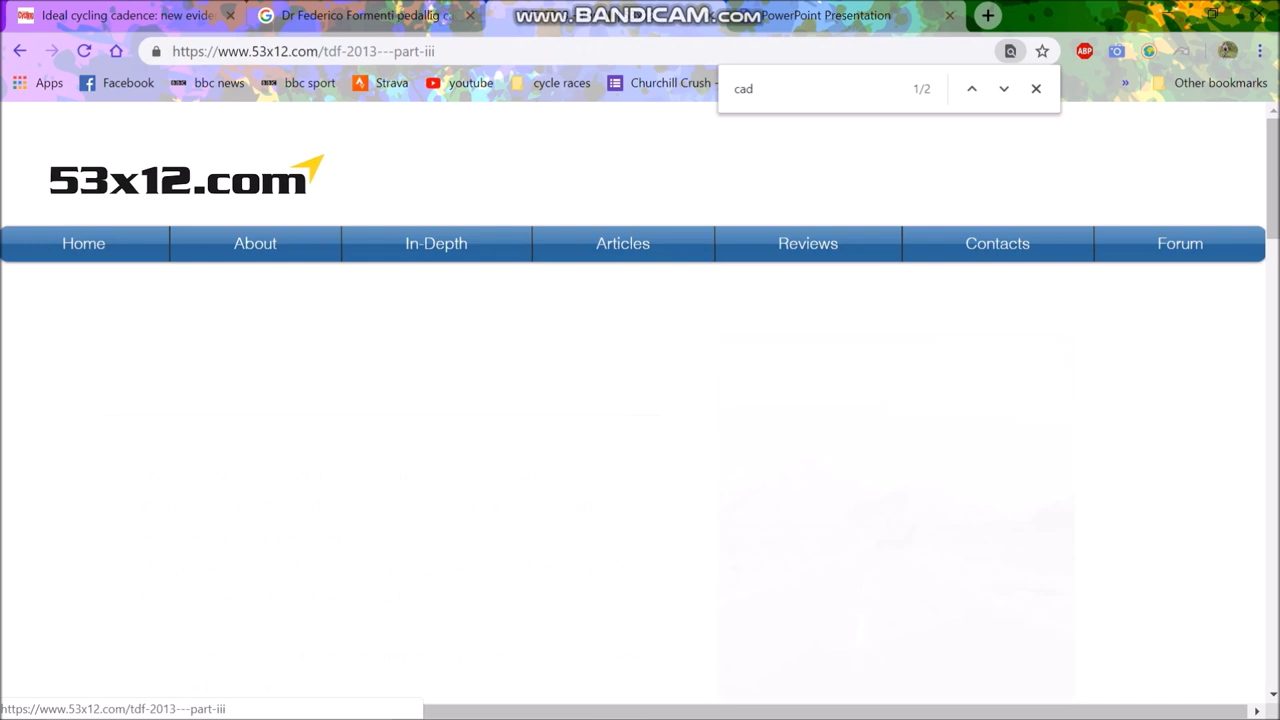 Ideal cycling cadence: new evide
Dr Federico Formenti pedallig c
www.BANDICAM.com
PowerPoint Presentation
https://www.53x12.com/tdf-2013---part-iii
ABP
Apps
Facebook
BBC
bbc news
BBC
bbc sport
Strava
youtube
cycle races
Churchill Crush -
»
Other bookmarks
cad
1/2
53x12.com
Home
About
In-Depth
Articles
Reviews
Contacts
Forum
https://www.53x12.com/tdf-2013---part-iii